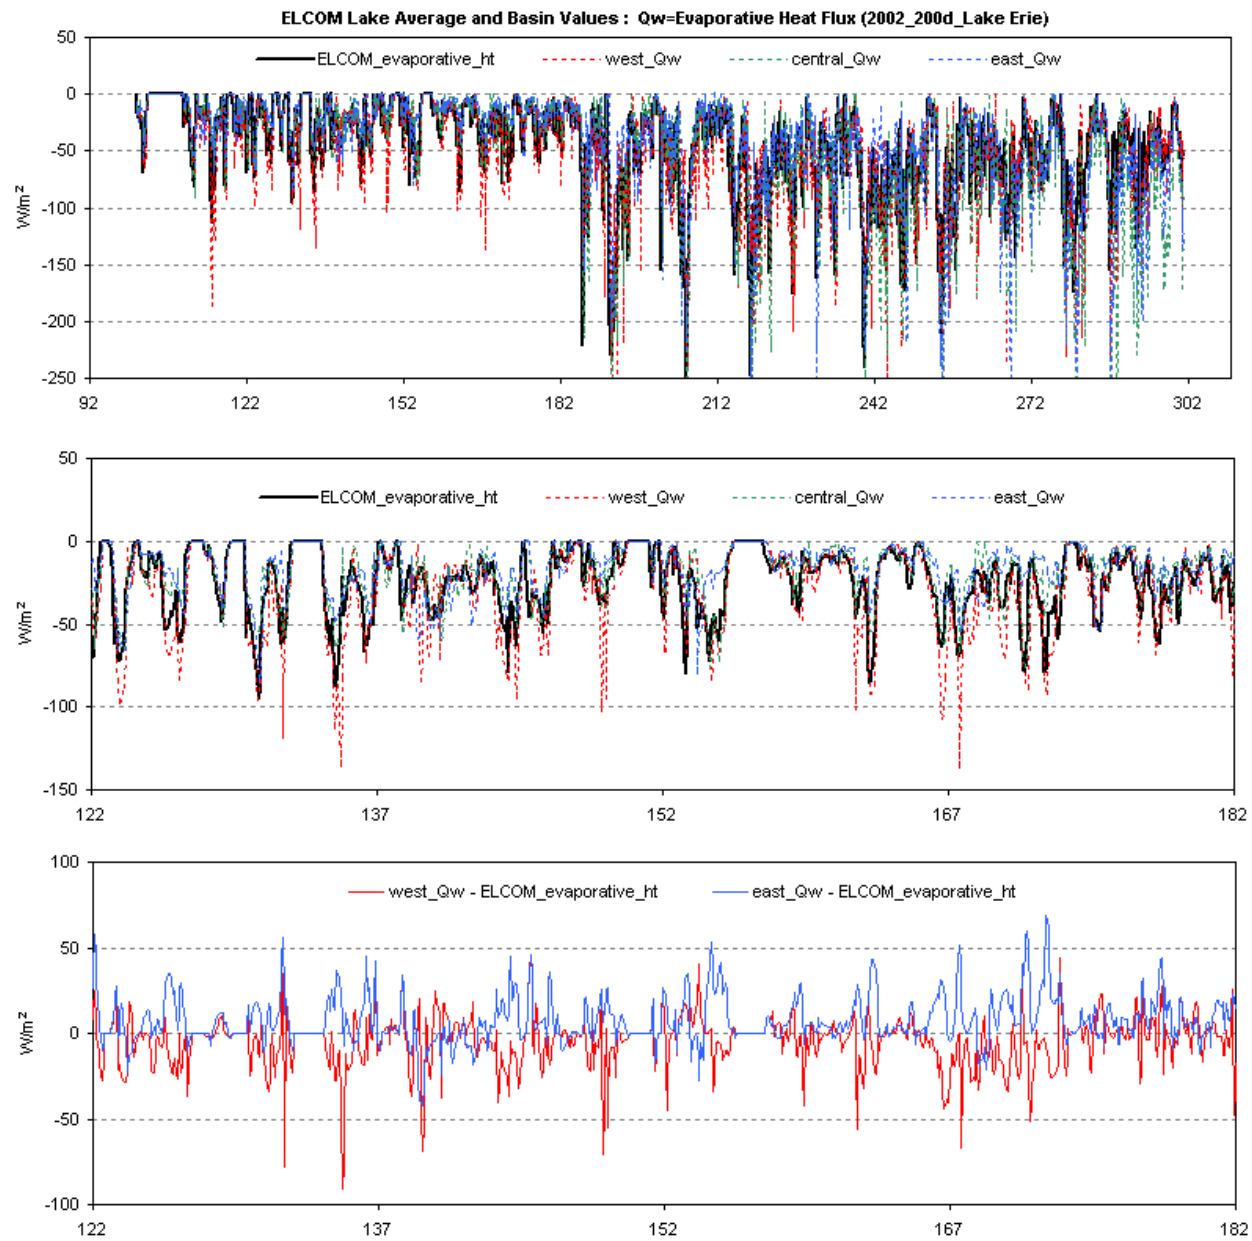 ELCOM Lake Average and Basin Values : Qw=Evaporative Heat Flux (2002_200d_Lake Erie)
50
ELCOM_evaporative_ht west_Qw central_Qw east_Qw
0
-50
W/m²
-100
-150
-200
-250
92 122 152 182 212 242 272 302
50
ELCOM_evaporative_ht west_Qw central_Qw east_Qw
0
W/m²
-50
-100
-150
122 137 152 167 182
100
west_Qw - ELCOM_evaporative_ht east_Qw - ELCOM_evaporative_ht
50
W/m²
0
-50
-100
122 137 152 167 182